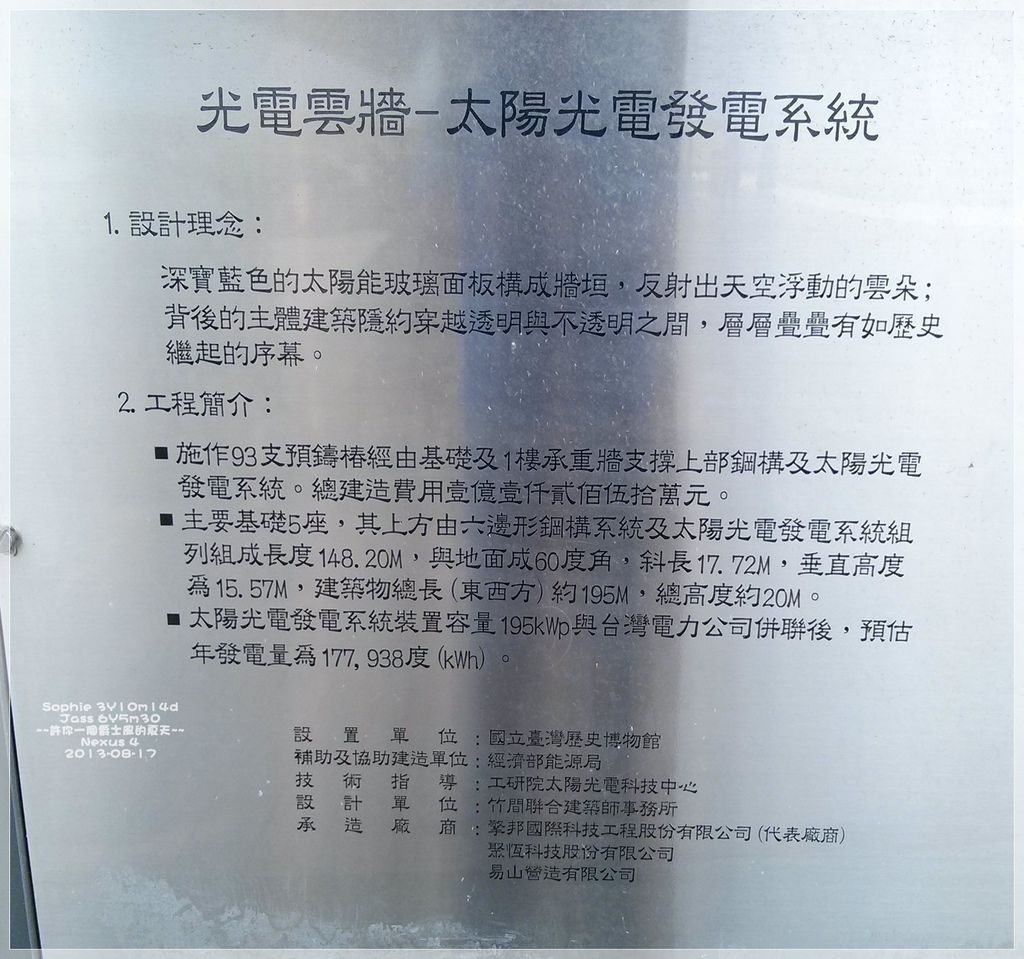 光電雲牆-太陽光電發電系統
1. 設計理念：
深寶藍色的太陽能玻璃面板構成牆垣，反射出天空浮動的雲朵；
背後的主體建築隱約穿越透明與不透明之間，層層疊疊有如歷史
繼起的序幕。
2. 工程簡介：
■ 施作93支預鑄樁經由基礎及1樓承重牆支撐上部鋼構及太陽光電
發電系統。總建造費用壹億壹仟貳佰伍拾萬元。
■ 主要基礎5座，其上方由六邊形鋼構系統及太陽光電發電系統組
列組成長度148.20M，與地面成60度角，斜長17.72M，垂直高度
為15.57M，建築物總長(東西方)約195M，總高度約20M。
■ 太陽光電發電系統裝置容量195kWp與台灣電力公司併聯後，預估
年發電量為177,938度(kWh)。
設置單位：國立臺灣歷史博物館
補助及協助建造單位：經濟部能源局
技術指導：工研院太陽光電科技中心
設計單位：竹間聯合建築師事務所
承造廠商：擎邦國際科技工程股份有限公司(代表廠商)
聚恆科技股份有限公司
易山營造有限公司
Sophie 3Y10m14d
Jass 6Y5m30
~~許你一個爵士風的夏天~~
Nexus 4
2013-08-17